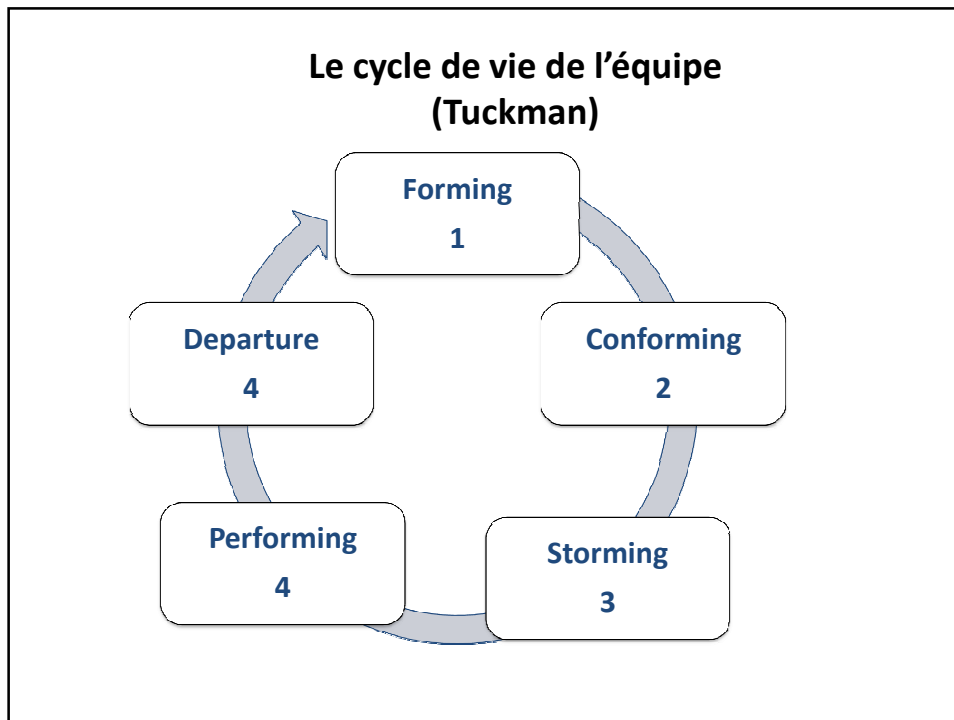 Le cycle de vie de l’équipe
(Tuckman)
Forming
1
Conforming
2
Storming
3
Performing
4
Departure
4